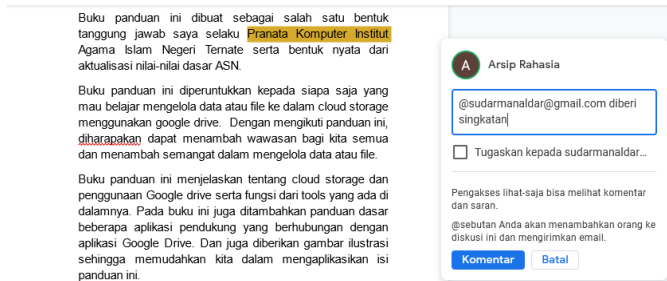 Buku panduan ini dibuat sebagai salah satu bentuk
tanggung jawab saya selaku Pranata Komputer Institut
Agama Islam Negeri Ternate serta bentuk nyata dari
aktualisasi nilai-nilai dasar ASN.
Buku panduan ini diperuntukkan kepada siapa saja yang
mau belajar mengelola data atau file ke dalam cloud storage
menggunakan google drive. Dengan mengikuti panduan ini,
diharapakan dapat menambah wawasan bagi kita semua
dan menambah semangat dalam mengelola data atau file.
Buku panduan ini menjelaskan tentang cloud storage dan
penggunaan Google drive serta fungsi dari tools yang ada di
dalamnya. Pada buku ini juga ditambahkan panduan dasar
beberapa aplikasi pendukung yang berhubungan dengan
aplikasi Google Drive. Dan juga diberikan gambar ilustrasi
sehingga memudahkan kita dalam mengaplikasikan isi
panduan ini.
A
Arsip Rahasia
@sudarmanaldar@gmail.com diberi
singkatan
Tugaskan kepada sudarmanaldar...
Pengakses lihat-saja bisa melihat komentar
dan saran.
@sebutan Anda akan menambahkan orang ke
diskusi ini dan mengirimkan email.
Komentar
Batal